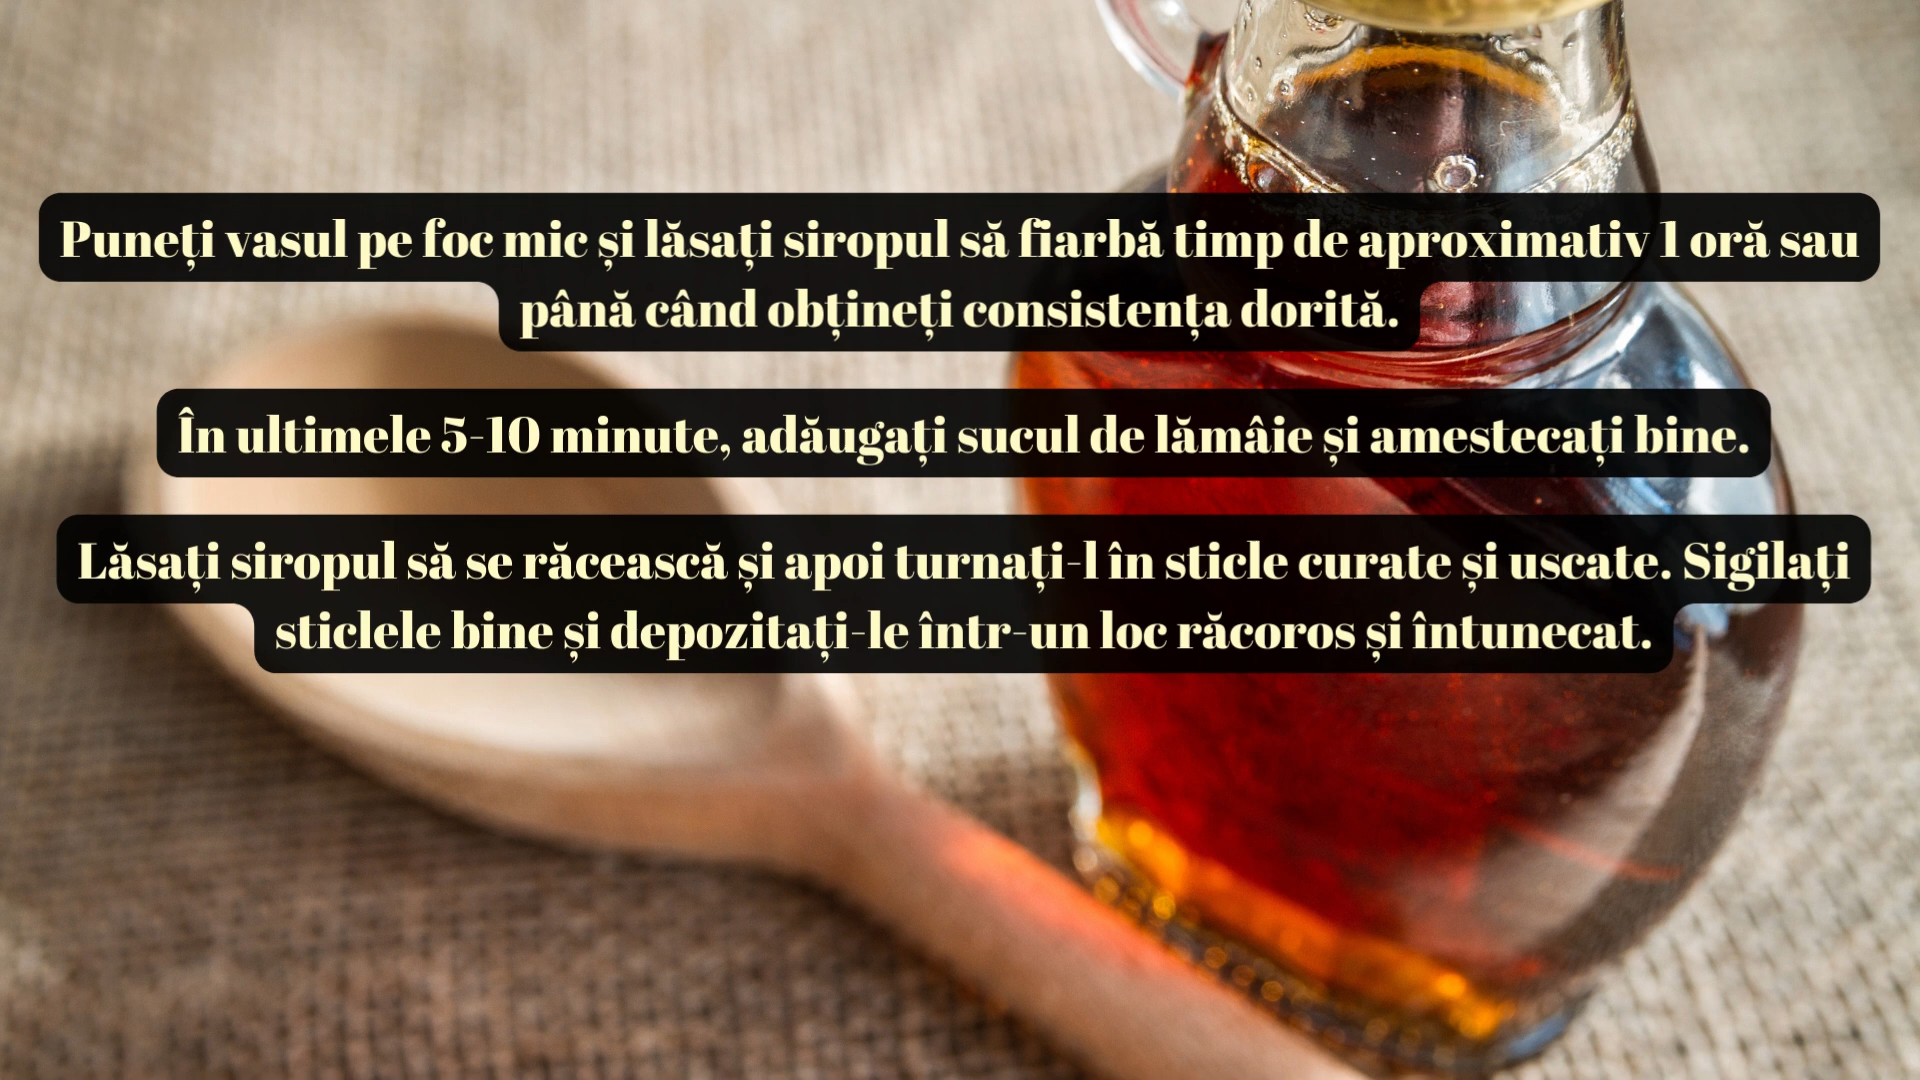 Puneți vasul pe foc mic și lăsați siropul să fiarbă timp de aproximativ 1 oră sau
până când obțineți consistența dorită.
În ultimele 5-10 minute, adăugați sucul de lămâie și amestecați bine.
Lăsați siropul să se răcească și apoi turnați-l în sticle curate și uscate. Sigilați
sticlele bine și depozitați-le într-un loc răcoros și întunecat.